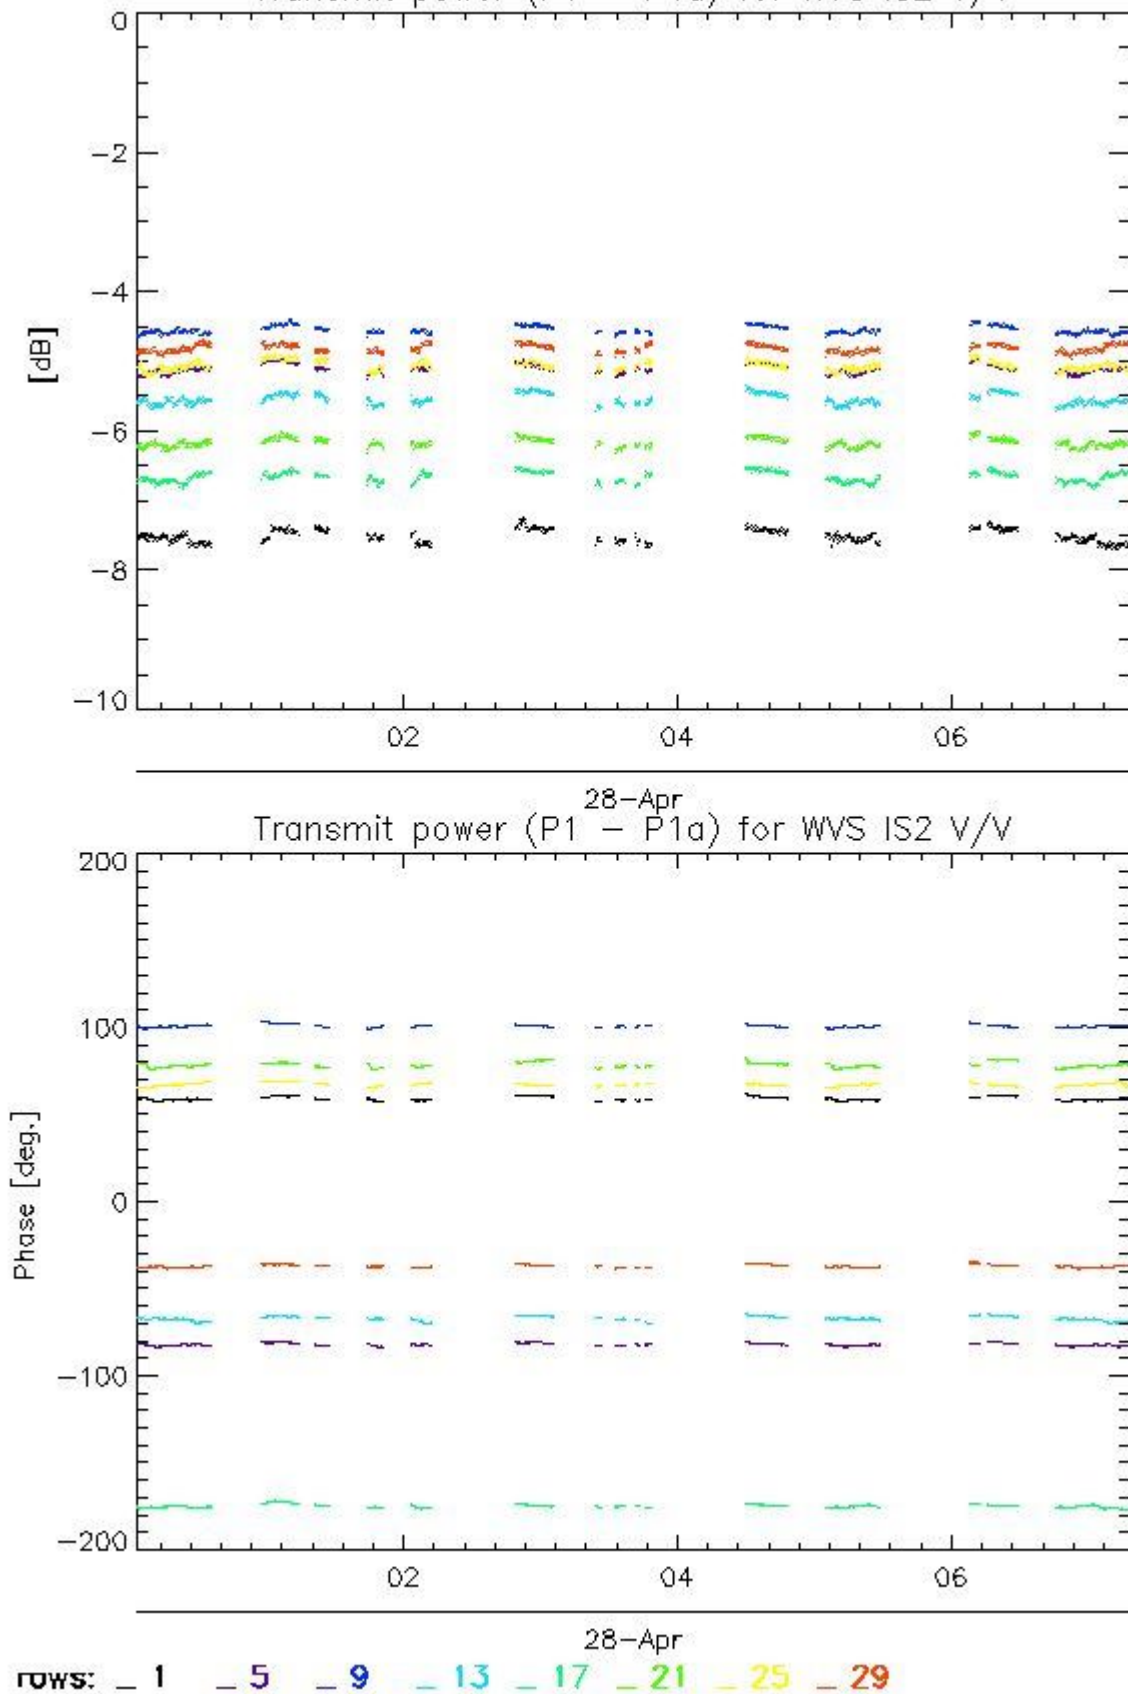 0
−2
−4
[dB]
−6
−8
−10
02 04 06
28−Apr
Transmit power (P1 − P1a) for WVS IS2 V/V
200
100
Phase [deg.]
0
−100
−200
02 04 06
28−Apr
rows: _ 1 _ 5 _ 9 _ 13 _ 17 _ 21 _ 25 _ 29